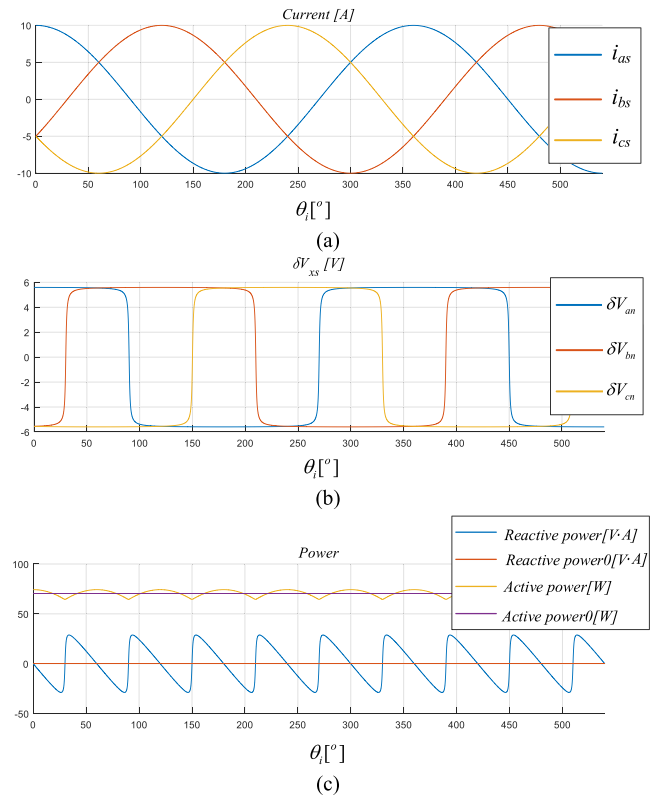 Current [A]
10
5
0
-5
-10
0 50 100 150 200 250 300 350 400 450 500
i_as
i_bs
i_cs
θ_i[°]
(a)
δV_xs [V]
6
4
2
0
-2
-4
-6
0 50 100 150 200 250 300 350 400 450 500
δV_an
δV_bn
δV_cn
θ_i[°]
(b)
Power
Reactive power[V·A]
Reactive power0[V·A]
Active power[W]
Active power0[W]
100
50
0
-50
0 50 100 150 200 250 300 350 400 450 500
θ_i[°]
(c)